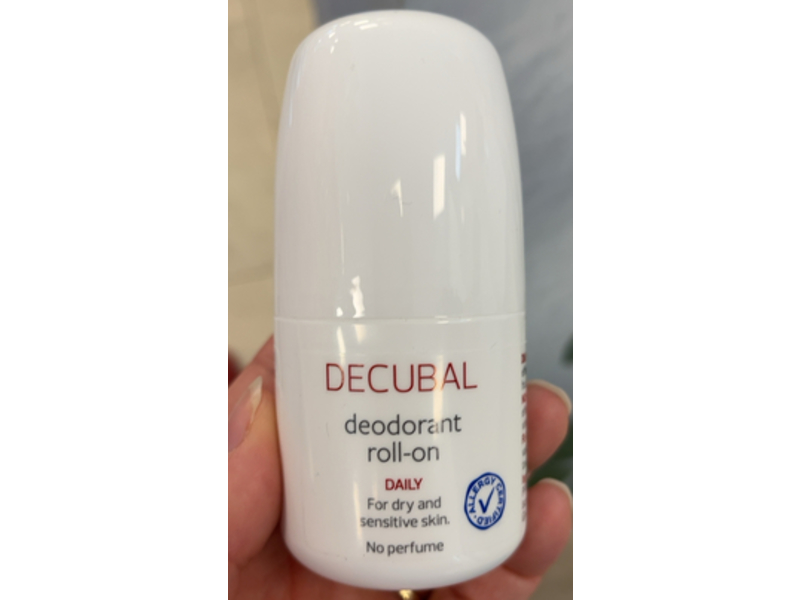 DECUBAL
deodorant
roll-on
DAILY
For dry and
sensitive skin.
No perfume
ALLERGY CERTIFIED